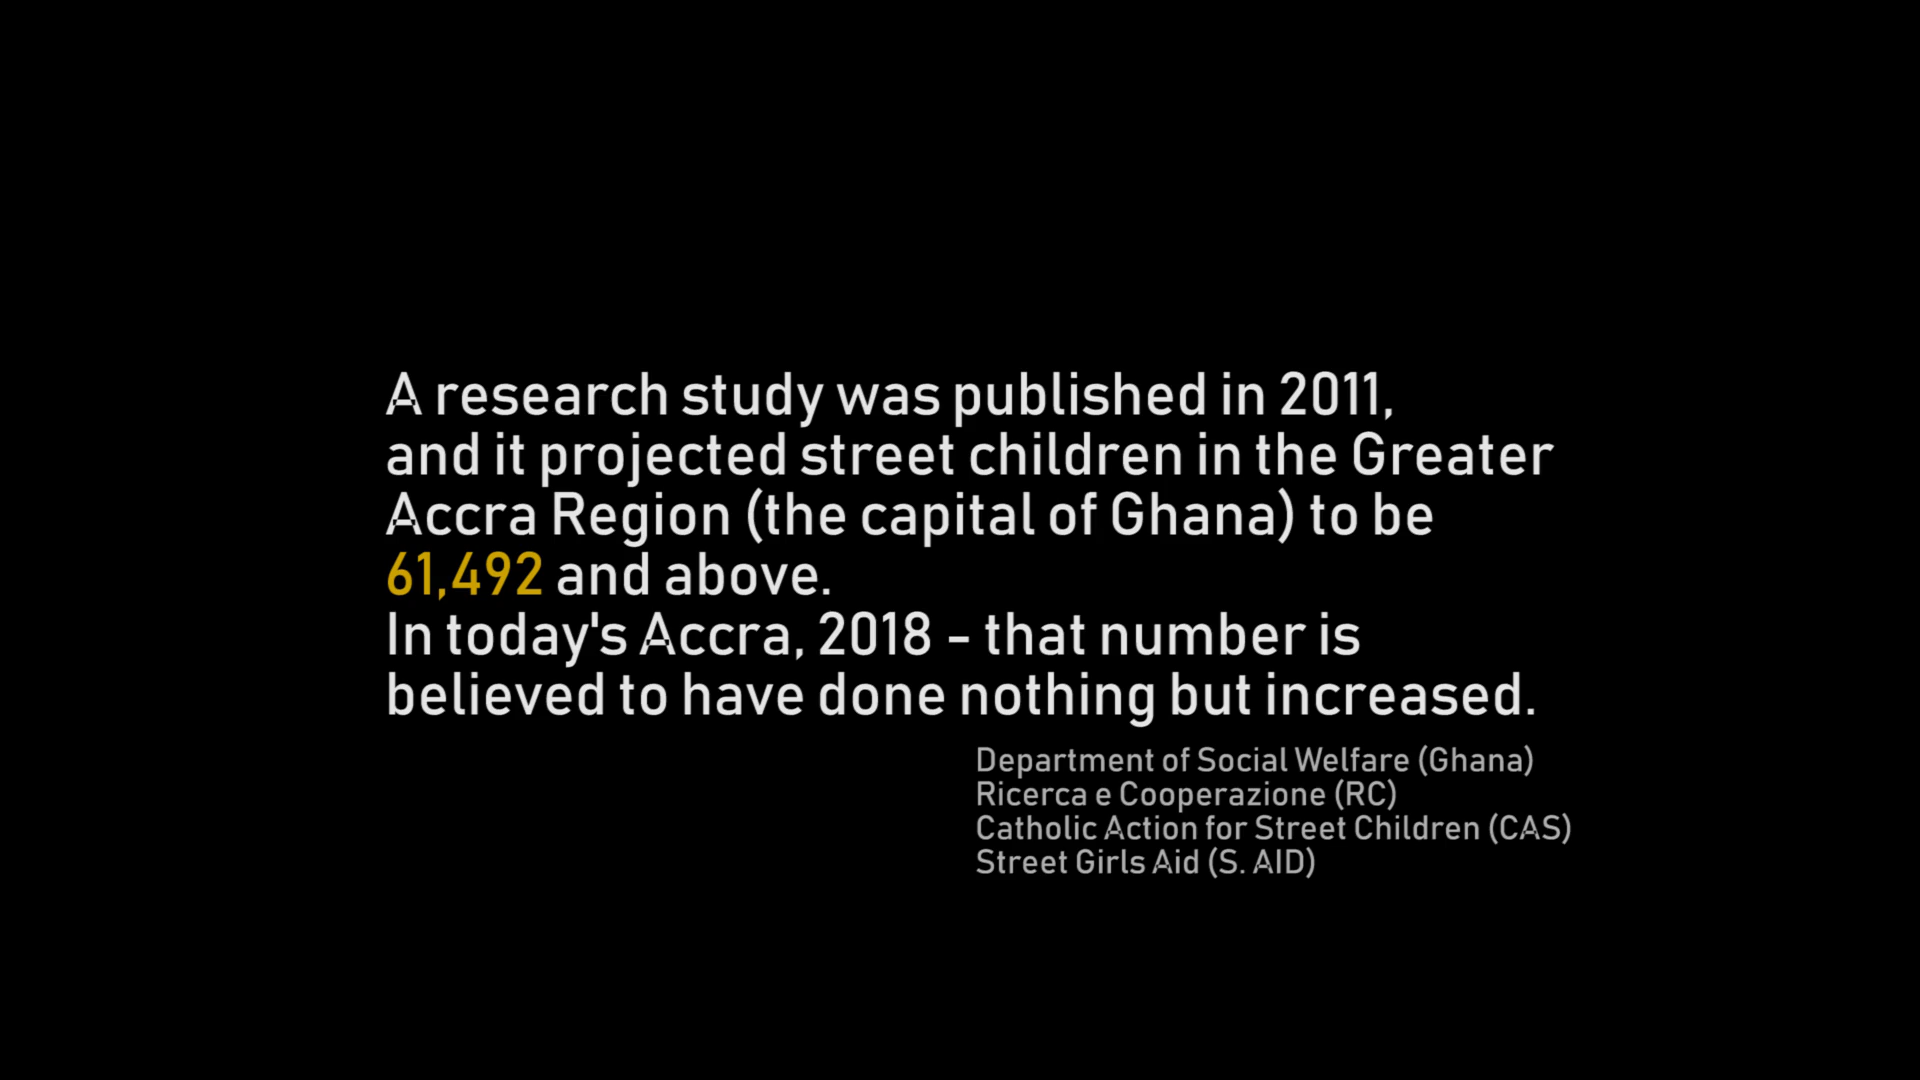 A research study was published in 2011,
and it projected street children in the Greater
Accra Region (the capital of Ghana) to be
61,492 and above.
In today's Accra, 2018 - that number is
believed to have done nothing but increased.
Department of Social Welfare (Ghana)
Ricerca e Cooperazione (RC)
Catholic Action for Street Children (CAS)
Street Girls Aid (S. AID)